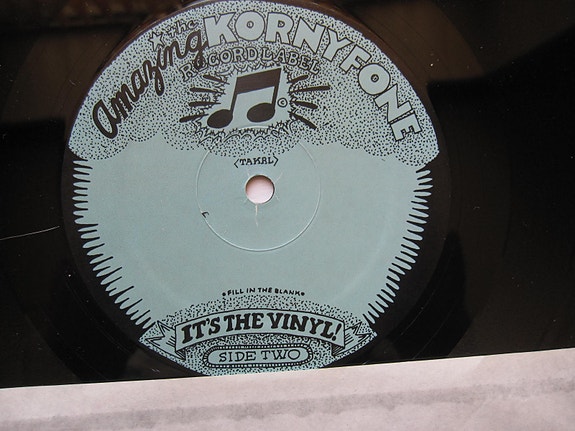 the
Amazing
KORNYFONE
RECORD LABEL
©
(TAKRL)
FILL IN THE BLANK
IT'S THE VINYL!
SIDE TWO